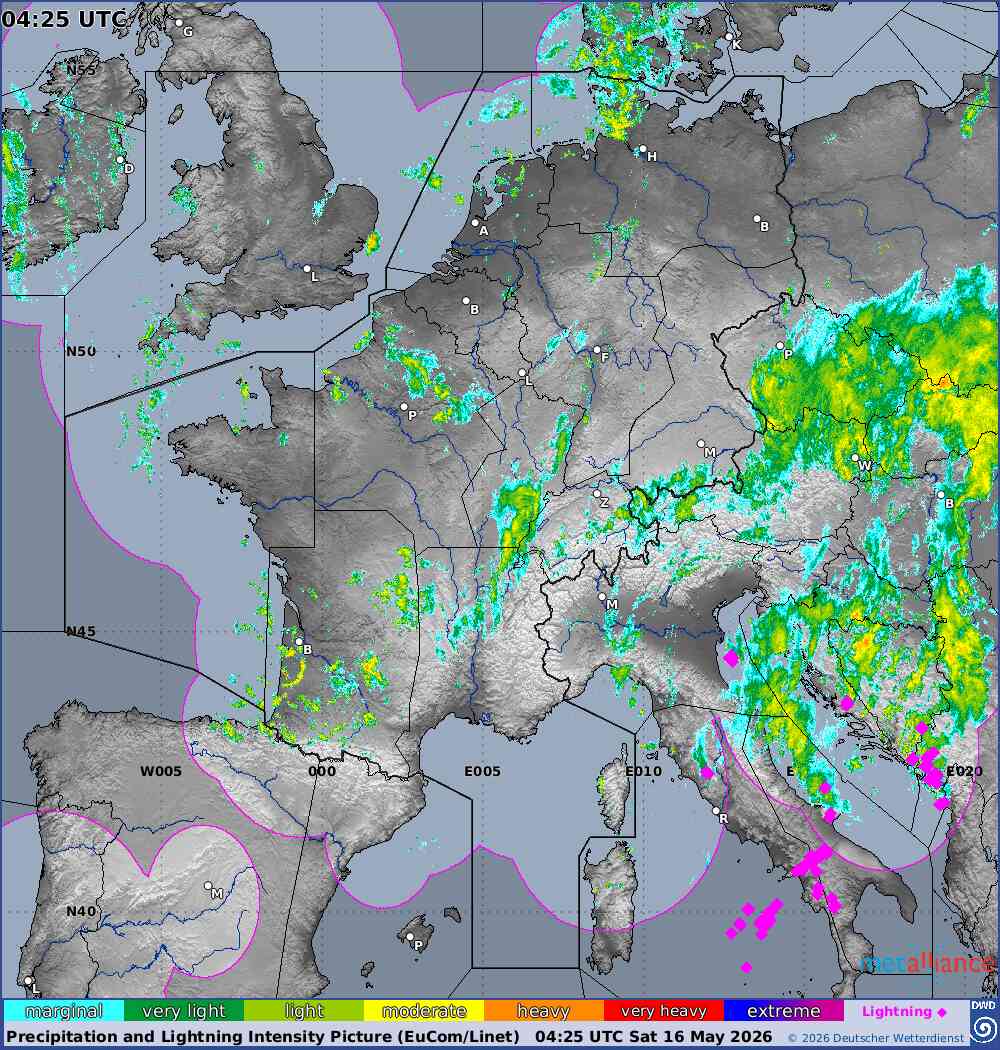 04:25 UTC
G
K
N55
D
H
A
B
L
B
N50
P
F
L
P
M
W
Z
B
M
N45
B
W005
000
E005
E010
E
E020
R
M
N40
P
L
metalliance
marginal
very light
light
moderate
heavy
very heavy
extreme
Lightning
DWD
Precipitation and Lightning Intensity Picture (EuCom/Linet) 04:25 UTC Sat 16 May 2026 © 2026 Deutscher Wetterdienst